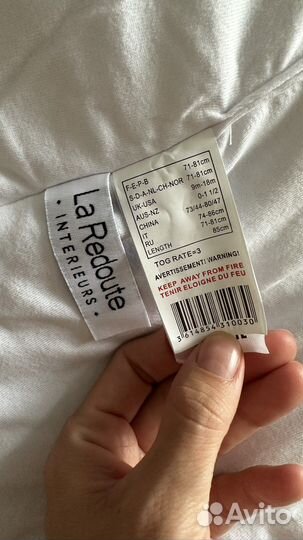 La Redoute
• INTERIEURS •
F-E-P-B 71-81cm
S-D-A-NL-CH-NOR 71-81cm
UK-USA 9m-18m
AUS-NZ 0-1 1/2
CHINA 73/44-80/47
IT 74-86cm
RU 71-81cm
LENGTH 85cm
TOG RATE=3
AVERTISSEMENT! WARNING!
KEEP AWAY FROM FIRE
TENIR ELOIGNE DU FEU
3614854310030
Avito